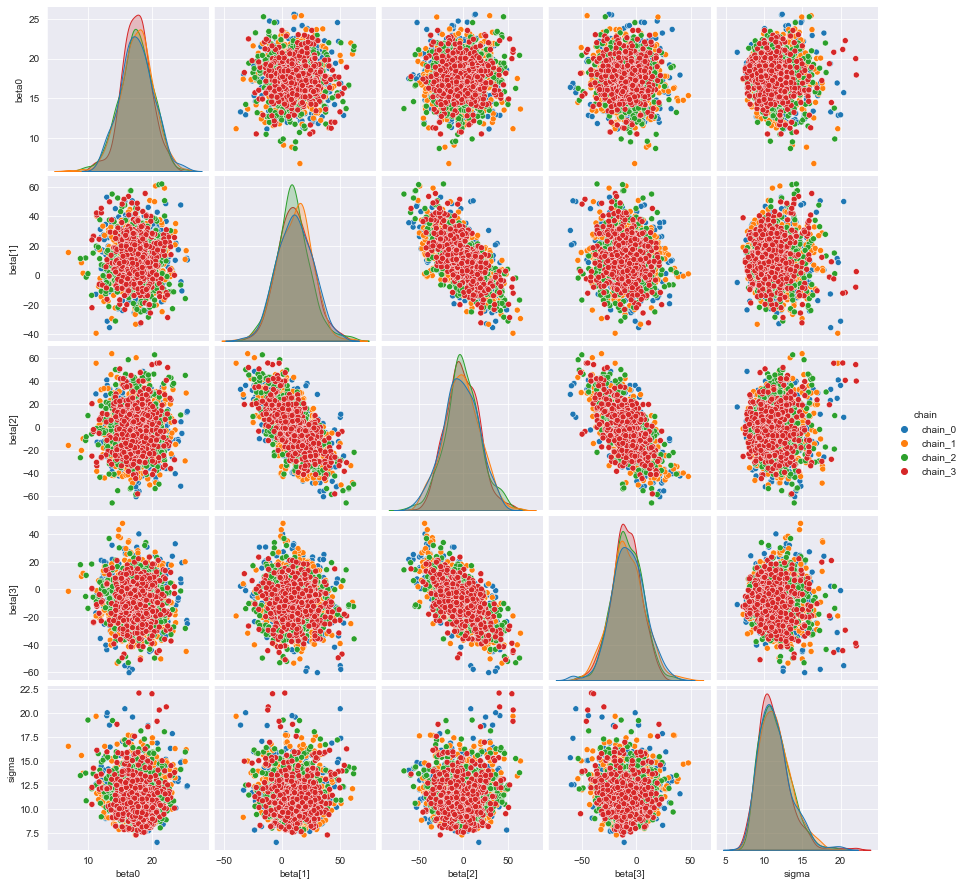 25
20
15
10
beta0
60
40
20
0
−20
−40
beta[1]
60
40
20
0
−20
−40
−60
beta[2]
chain
chain_0
chain_1
chain_2
chain_3
40
20
0
−20
−40
−60
beta[3]
22.5
20.0
17.5
15.0
12.5
10.0
7.5
sigma
10 20
beta0
−50 0 50
beta[1]
−50 0 50
beta[2]
−50 0 50
beta[3]
5 10 15 20
sigma